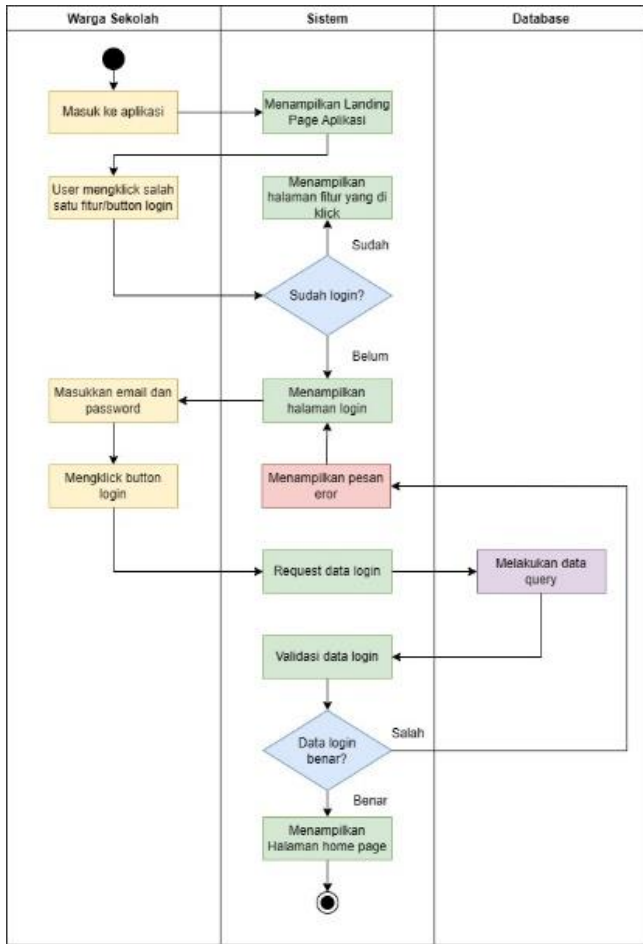 Warga Sekolah
Sistem
Database
Masuk ke aplikasi
Menampilkan Landing
Page Aplikasi
User mengklick salah
satu fitur/button login
Menampilkan
halaman fitur yang di
klick
Sudah
Sudah login?
Belum
Masukkan email dan
password
Menampilkan
halaman login
Mengklick button
login
Menampilkan pesan
eror
Request data login
Melakukan data
query
Validasi data login
Data login
benar?
Salah
Benar
Menampilkan
Halaman home page